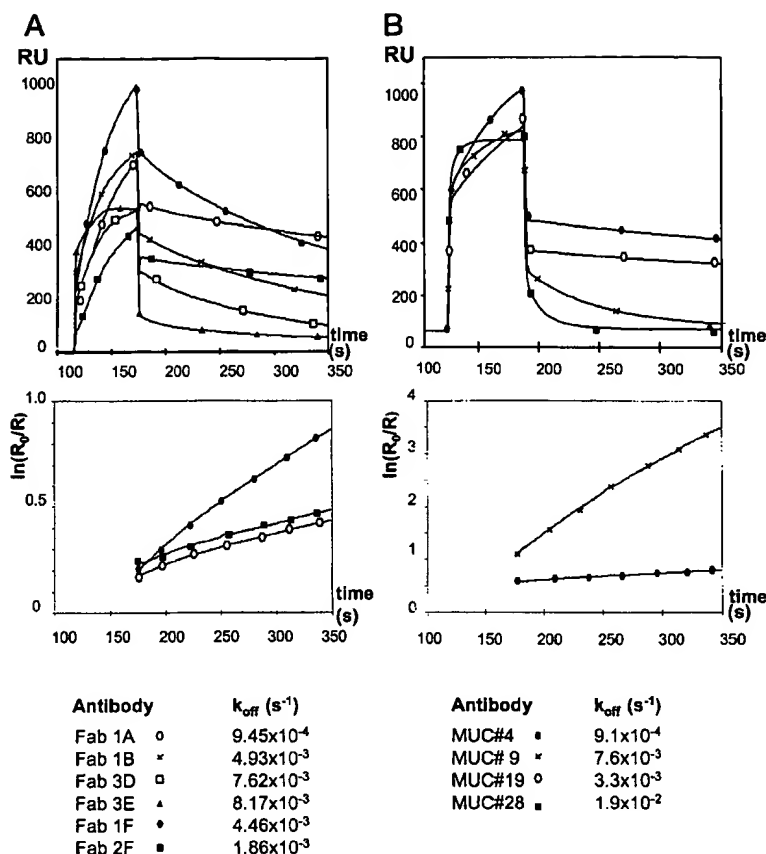 A
RU
1000
800
600
400
200
0
100 150 200 250 300 350
time
(s)
1.0
0.5
0
ln(R₀/R)
100 150 200 250 300 350
time
(s)
Antibody k_off (s⁻¹)
Fab 1A ○ 9.45x10⁻⁴
Fab 1B × 4.93x10⁻³
Fab 3D □ 7.62x10⁻³
Fab 3E ▲ 8.17x10⁻³
Fab 1F ♦ 4.46x10⁻³
Fab 2F ■ 1.86x10⁻³
B
RU
1000
800
600
400
200
0
100 150 200 250 300 350
time
(s)
4
3
2
1
0
ln(R₀/R)
100 150 200 250 300 350
time
(s)
Antibody k_off (s⁻¹)
MUC#4 ● 9.1x10⁻⁴
MUC# 9 × 7.6x10⁻³
MUC#19 ○ 3.3x10⁻³
MUC#28 ■ 1.9x10⁻²